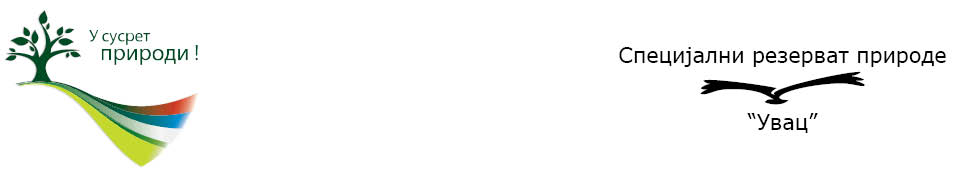 У сусрет
природи !
Специјални резерват природе
“Увац”